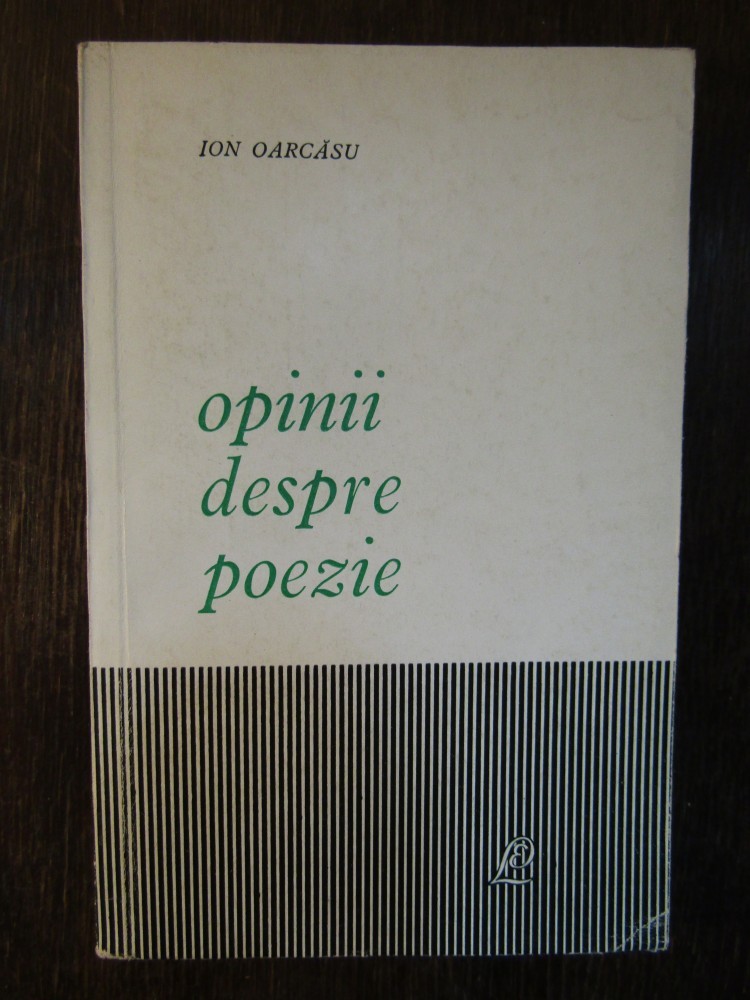 ION OARCĂSU
opinii
despre
poezie